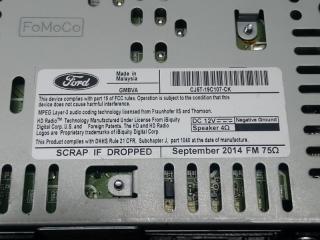 FoMoCo
Ford
Made in
Malaysia
GMBVA
CJ5T-19C107-CK
This device complies with part 15 of FCC rules. Operation is subject to the condition that this
device does not cause harmful interference.
MPEG Layer-3 audio coding technology licensed from Fraunhofer IIS and Thomson.
HD Radio™ Technology Manufactured Under License From iBiquity
Digital Corp. U.S. and Foreign Patents. The HD and HD Radio
Logos are Proprietary trademarks of iBiquity Digital Corp.
DC 12V
Negative Ground
Speaker 4Ω
This Product complies with DHHS Rule 21 CFR, Subchapter J, part 1040 at date of manufacture.
SCRAP IF DROPPED
September 2014 FM 75Ω